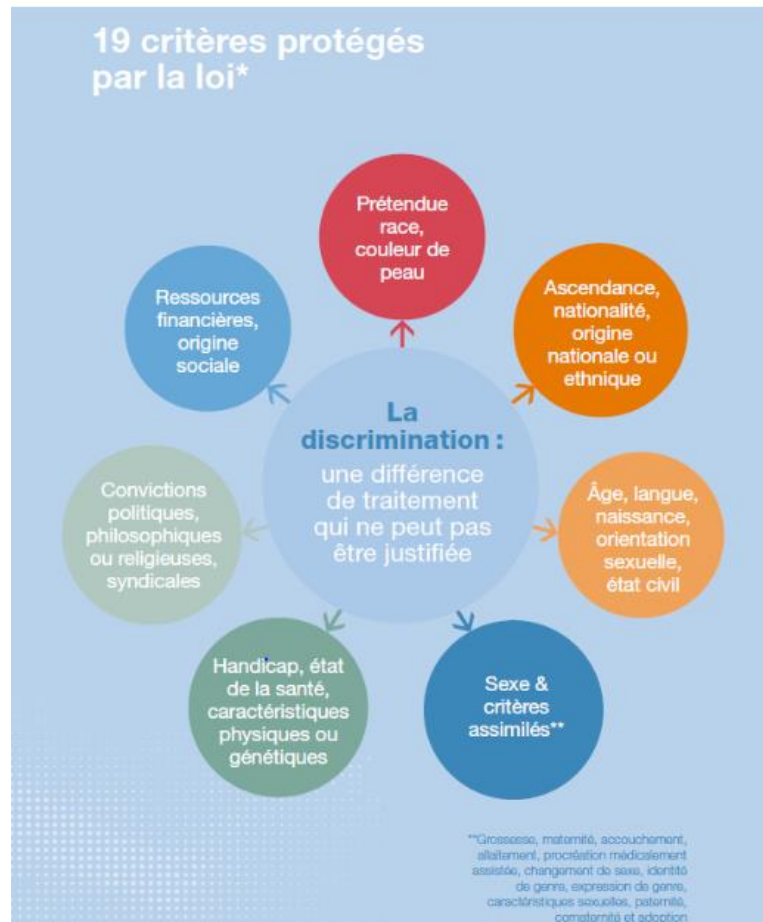 19 critères protégés
par la loi*
Prétendue
race,
couleur de
peau
Ressources
financières,
origine
sociale
Ascendance,
nationalité,
origine
nationale ou
ethnique
La
discrimination :
une différence
de traitement
qui ne peut pas
être justifiée
Convictions
politiques,
philosophiques
ou religieuses,
syndicales
Âge, langue,
naissance,
orientation
sexuelle,
état civil
Handicap, état
de la santé,
caractéristiques
physiques ou
génétiques
Sexe &
critères
assimilés**
**Grossesse, maternité, accouchement,
allaitement, procréation médicalement
assistée, changement de sexe, identité
de genre, expression de genre,
caractéristiques sexuelles, paternité,
comaternité et adoption